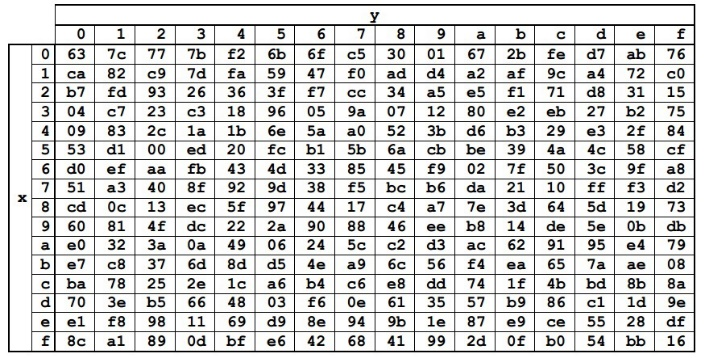 y
0 1 2 3 4 5 6 7 8 9 a b c d e f
0 63 7c 77 7b f2 6b 6f c5 30 01 67 2b fe d7 ab 76
1 ca 82 c9 7d fa 59 47 f0 ad d4 a2 af 9c a4 72 c0
2 b7 fd 93 26 36 3f f7 cc 34 a5 e5 f1 71 d8 31 15
3 04 c7 23 c3 18 96 05 9a 07 12 80 e2 eb 27 b2 75
4 09 83 2c 1a 1b 6e 5a a0 52 3b d6 b3 29 e3 2f 84
5 53 d1 00 ed 20 fc b1 5b 6a cb be 39 4a 4c 58 cf
6 d0 ef aa fb 43 4d 33 85 45 f9 02 7f 50 3c 9f a8
7 51 a3 40 8f 92 9d 38 f5 bc b6 da 21 10 ff f3 d2
x 8 cd 0c 13 ec 5f 97 44 17 c4 a7 7e 3d 64 5d 19 73
9 60 81 4f dc 22 2a 90 88 46 ee b8 14 de 5e 0b db
a e0 32 3a 0a 49 06 24 5c c2 d3 ac 62 91 95 e4 79
b e7 c8 37 6d 8d d5 4e a9 6c 56 f4 ea 65 7a ae 08
c ba 78 25 2e 1c a6 b4 c6 e8 dd 74 1f 4b bd 8b 8a
d 70 3e b5 66 48 03 f6 0e 61 35 57 b9 86 c1 1d 9e
e e1 f8 98 11 69 d9 8e 94 9b 1e 87 e9 ce 55 28 df
f 8c a1 89 0d bf e6 42 68 41 99 2d 0f b0 54 bb 16